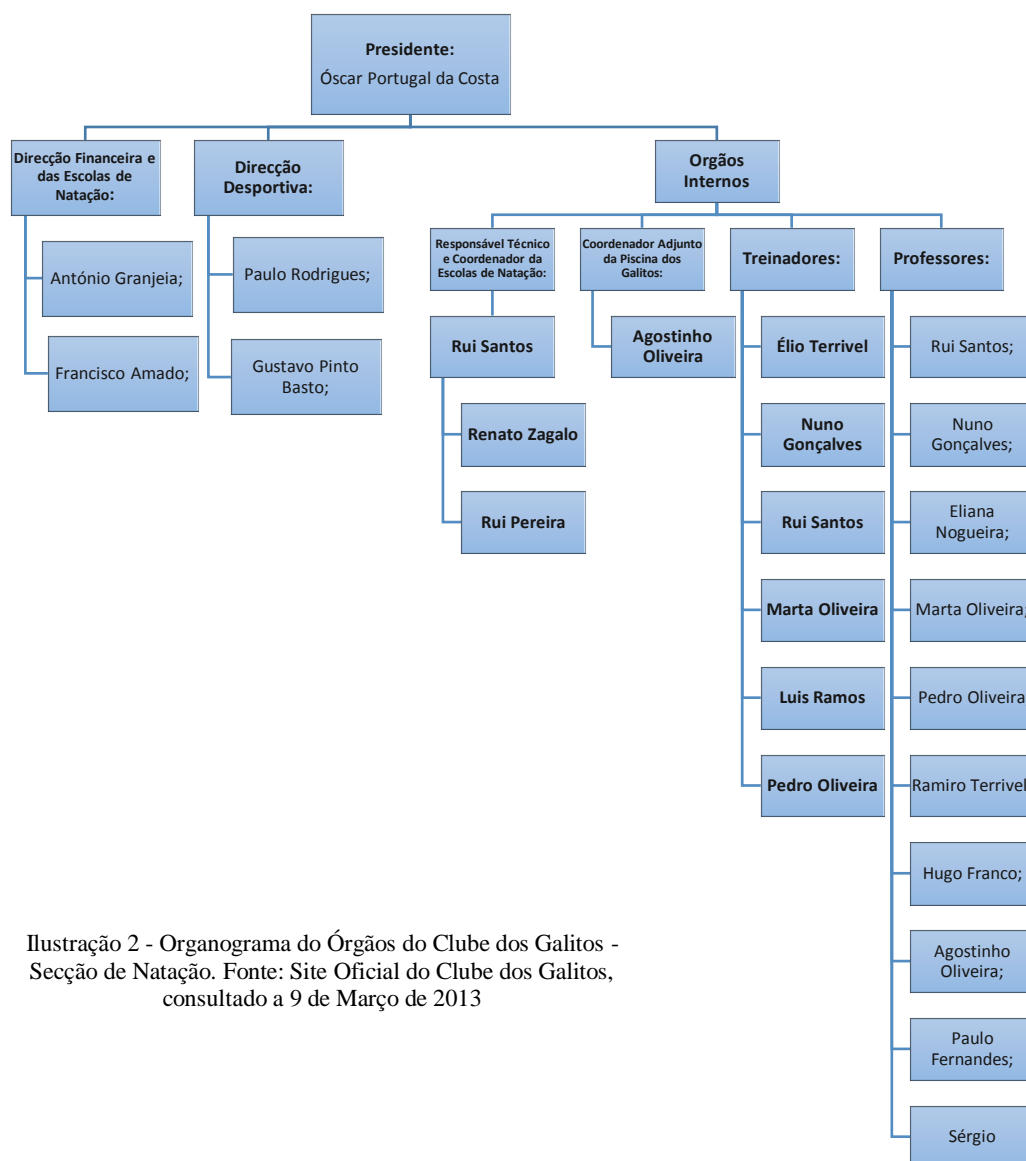 Presidente:
Óscar Portugal da Costa
Direcção Financeira e
das Escolas de
Natação:
António Granjeia;
Francisco Amado;
Direcção
Desportiva:
Paulo Rodrigues;
Gustavo Pinto
Basto;
Orgãos
Internos
Responsável Técnico
e Coordenador da
Escolas de Natação:
Rui Santos
Renato Zagalo
Rui Pereira
Coordenador Adjunto
da Piscina dos
Galitos:
Agostinho
Oliveira
Treinadores:
Élio Terrivel
Nuno
Gonçalves
Rui Santos
Marta Oliveira
Luis Ramos
Pedro Oliveira
Professores:
Rui Santos;
Nuno
Gonçalves;
Eliana
Nogueira;
Marta Oliveira;
Pedro Oliveira
Ramiro Terrivel
Hugo Franco;
Agostinho
Oliveira;
Paulo
Fernandes;
Sérgio
Ilustração 2 - Organograma do Órgãos do Clube dos Galitos -
Secção de Natação. Fonte: Site Oficial do Clube dos Galitos,
consultado a 9 de Março de 2013